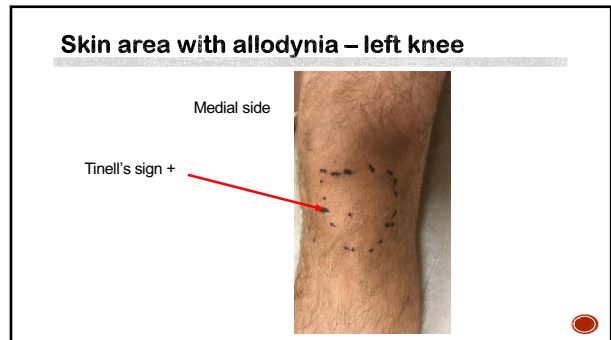 Skin area with allodynia – left knee
Medial side
Tinell's sign +